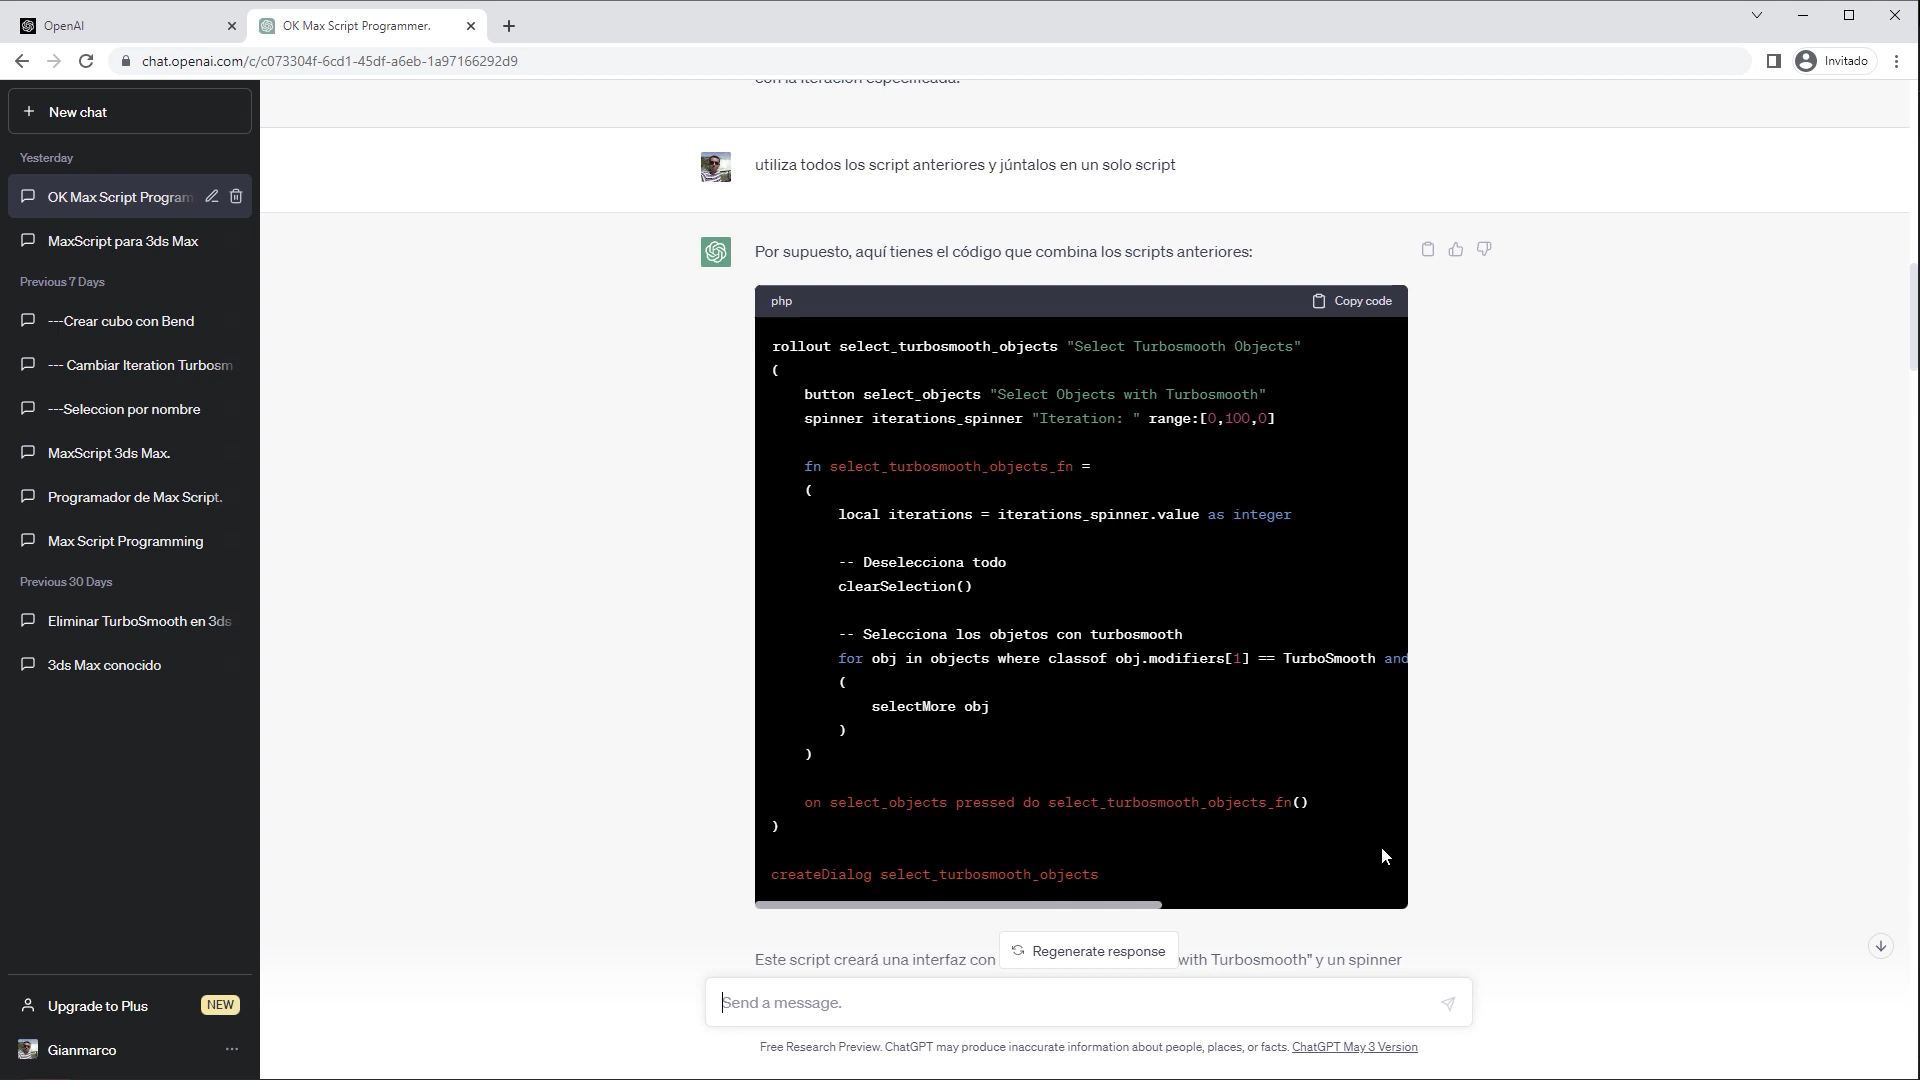 OpenAI
OK Max Script Programmer.
chat.openai.com/c/c073304f-6cd1-45df-a6eb-1a97166292d9
Invitado
New chat
Yesterday
OK Max Script Program
MaxScript para 3ds Max
Previous 7 Days
---Crear cubo con Bend
--- Cambiar Iteration Turbosm
---Seleccion por nombre
MaxScript 3ds Max.
Programador de Max Script.
Max Script Programming
Previous 30 Days
Eliminar TurboSmooth en 3ds
3ds Max conocido
Upgrade to Plus
NEW
Gianmarco
con la iteración especificada.
utiliza todos los script anteriores y júntalos en un solo script
Por supuesto, aquí tienes el código que combina los scripts anteriores:
php
Copy code
rollout select_turbosmooth_objects "Select Turbosmooth Objects"
(
button select_objects "Select Objects with Turbosmooth"
spinner iterations_spinner "Iteration: " range:[0,100,0]
fn select_turbosmooth_objects_fn =
(
local iterations = iterations_spinner.value as integer
-- Deselecciona todo
clearSelection()
-- Selecciona los objetos con turbosmooth
for obj in objects where classof obj.modifiers[1] == TurboSmooth and
(
selectMore obj
)
)
on select_objects pressed do select_turbosmooth_objects_fn()
)
createDialog select_turbosmooth_objects
Este script creará una interfaz con
Regenerate response
with Turbosmooth" y un spinner
Send a message.
Free Research Preview. ChatGPT may produce inaccurate information about people, places, or facts. ChatGPT May 3 Version